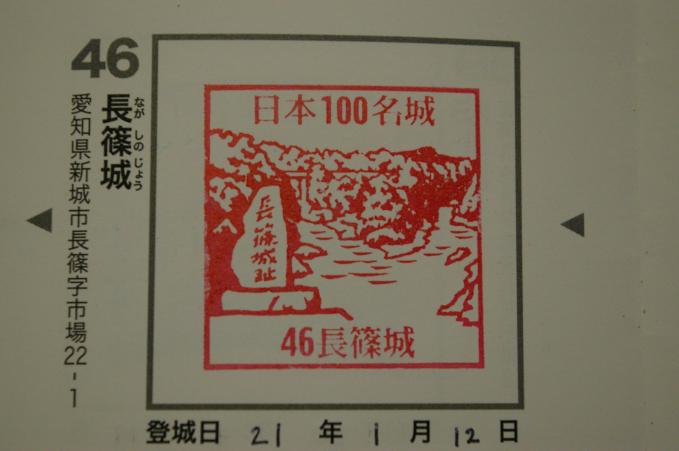 46
長篠城
ながしのじょう
愛知県新城市長篠字市場22-1
日本100名城
長篠城址
46長篠城
登城日 21 年 1 月 12 日